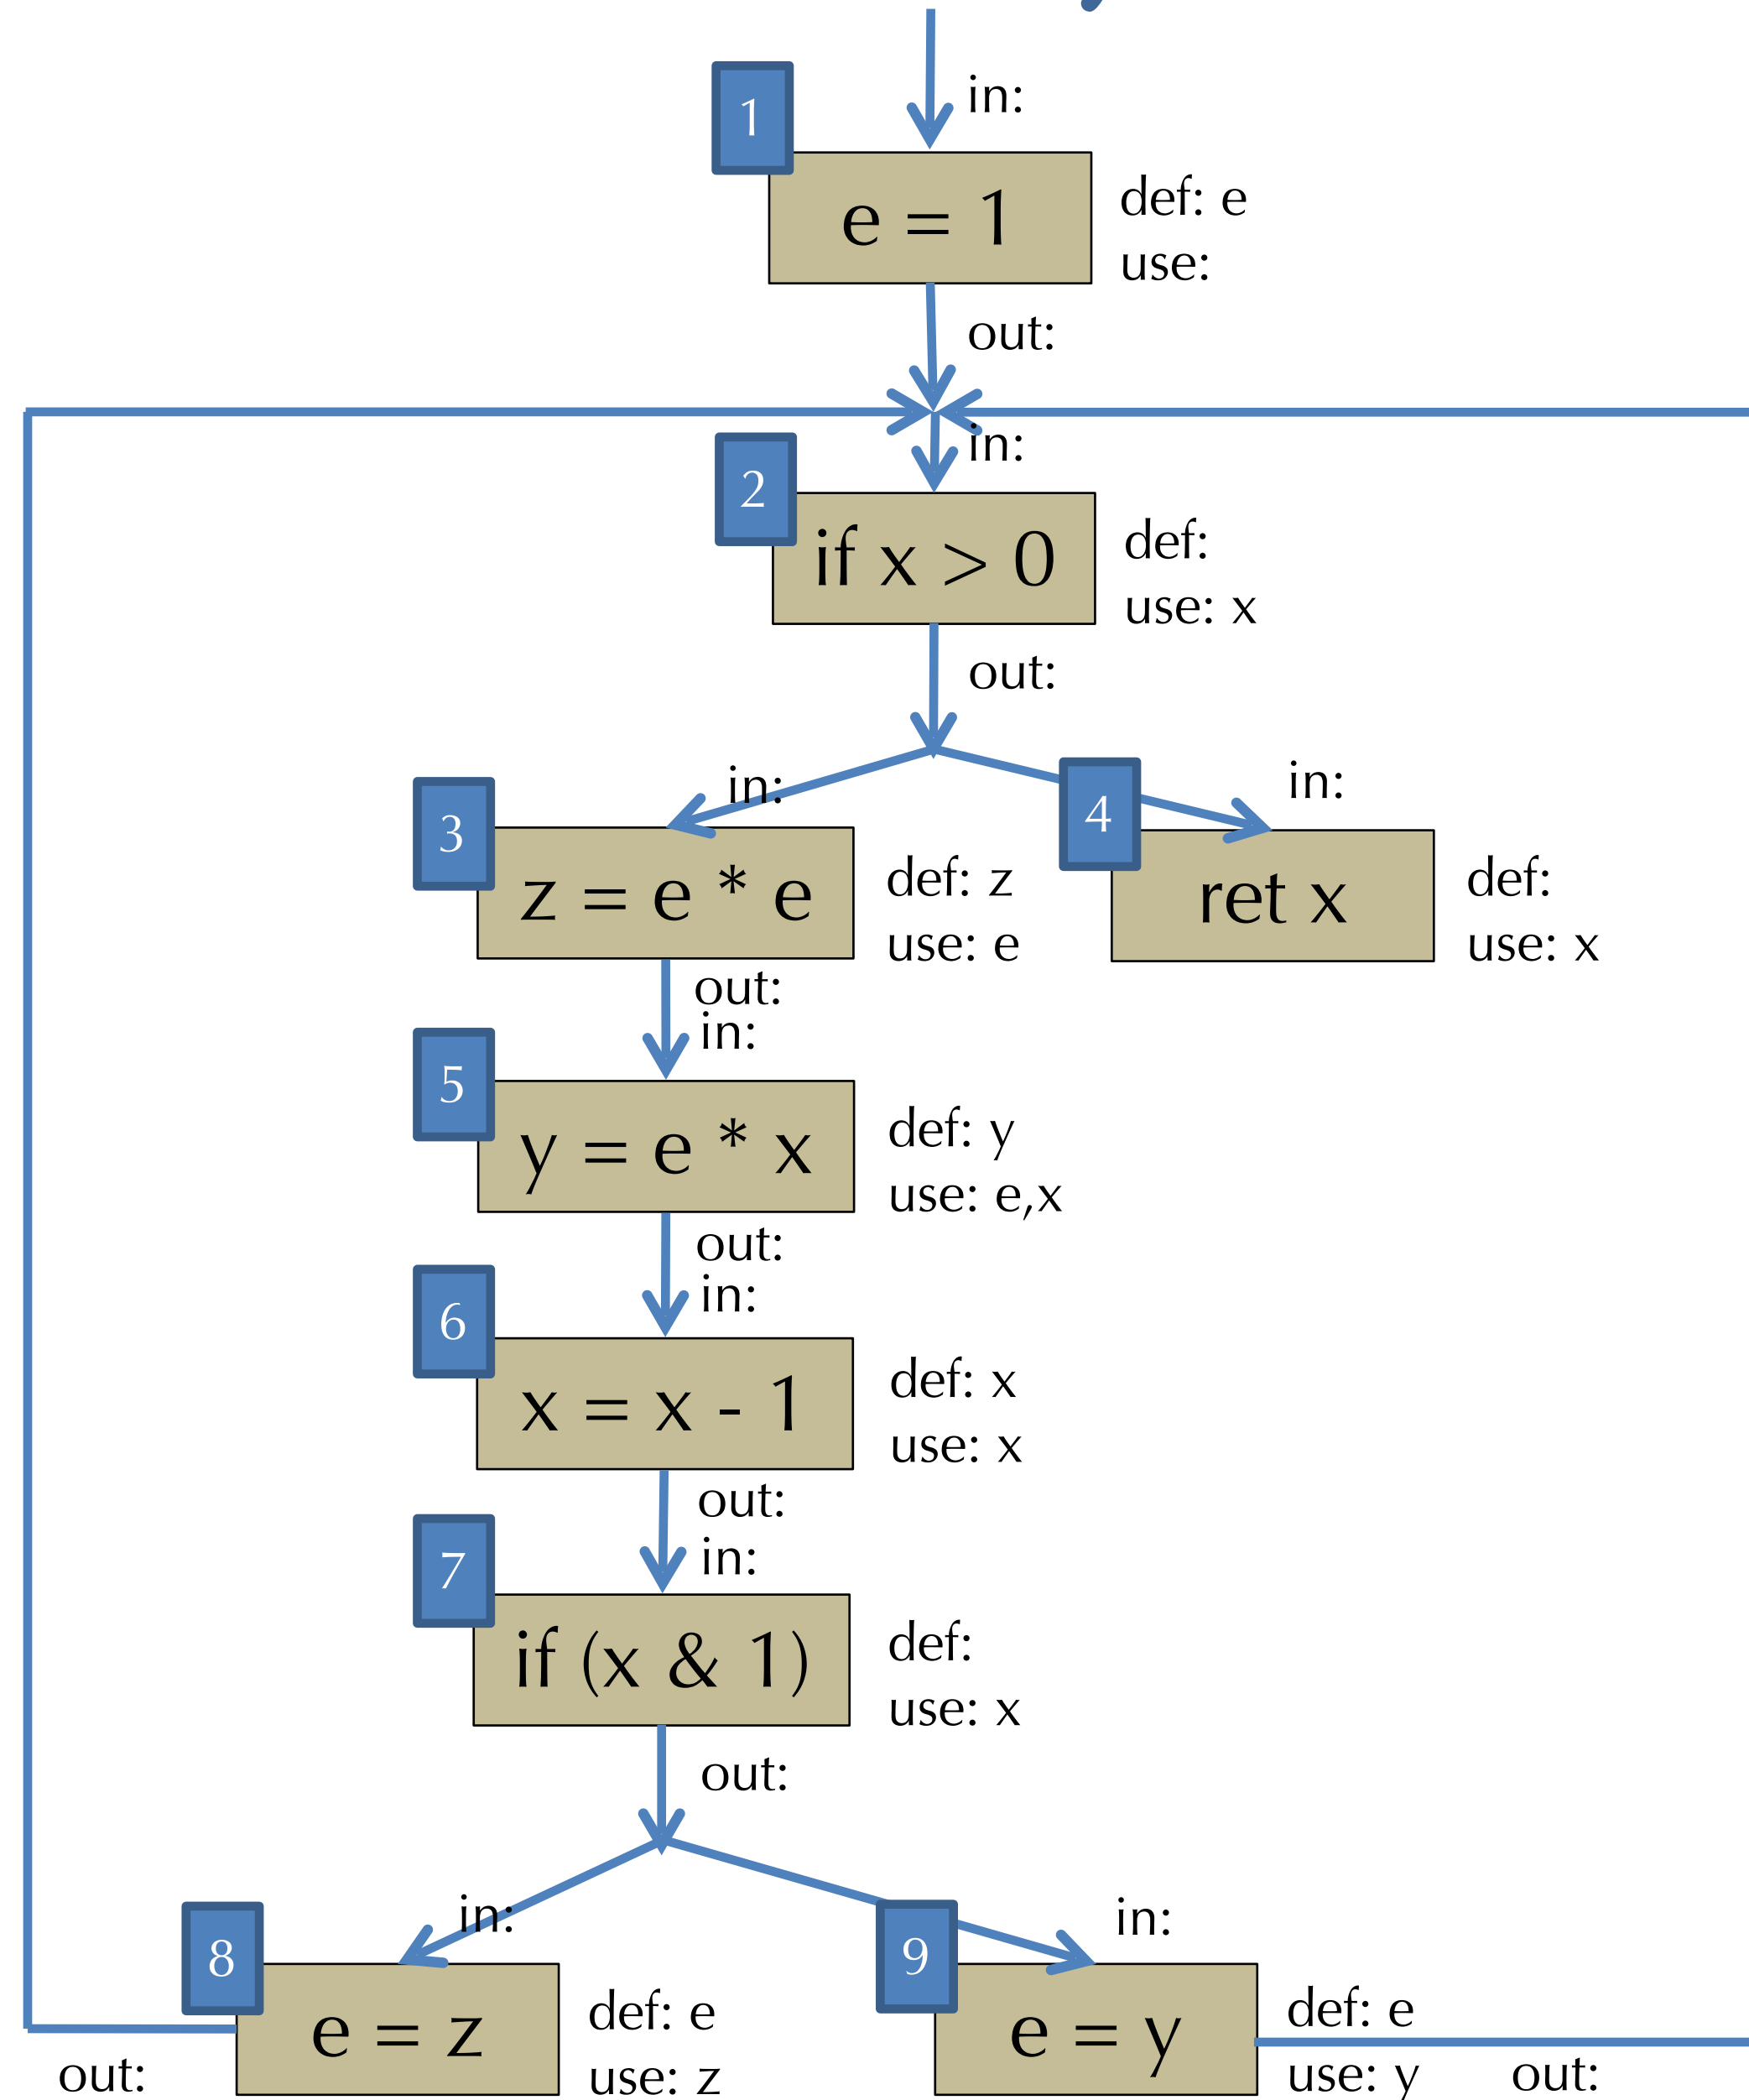 in:
1
e = 1
def: e
use:
out:
in:
2
if x > 0
def:
use: x
out:
in:
3
z = e * e
def: z
use: e
out:
in:
4
ret x
def:
use: x
in:
5
y = e * x
def: y
use: e,x
out:
in:
6
x = x - 1
def: x
use: x
out:
in:
7
if (x & 1)
def:
use: x
out:
in:
8
e = z
def: e
use: z
out:
in:
9
e = y
def: e
use: y
out: